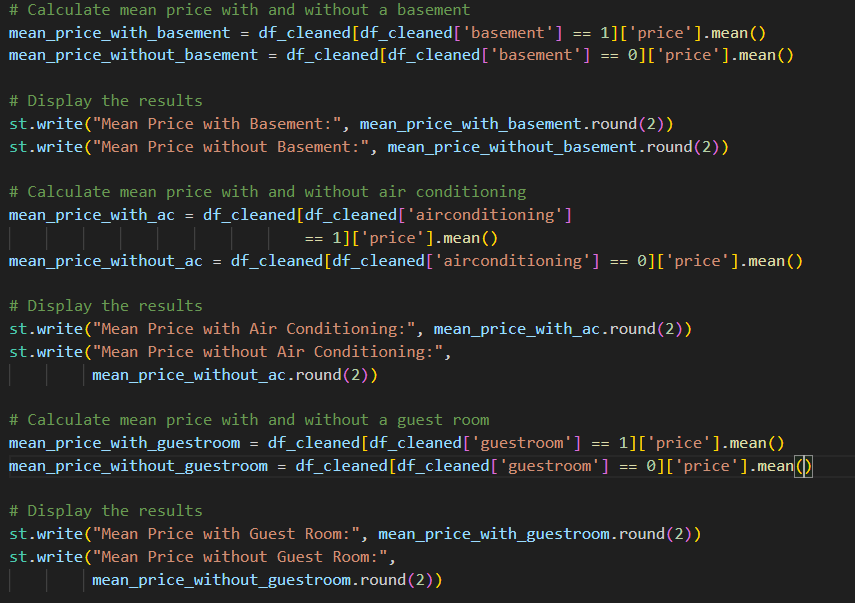 # Calculate mean price with and without a basement
mean_price_with_basement = df_cleaned[df_cleaned['basement'] == 1]['price'].mean()
mean_price_without_basement = df_cleaned[df_cleaned['basement'] == 0]['price'].mean()
# Display the results
st.write("Mean Price with Basement:", mean_price_with_basement.round(2))
st.write("Mean Price without Basement:", mean_price_without_basement.round(2))
# Calculate mean price with and without air conditioning
mean_price_with_ac = df_cleaned[df_cleaned['airconditioning']
== 1]['price'].mean()
mean_price_without_ac = df_cleaned[df_cleaned['airconditioning'] == 0]['price'].mean()
# Display the results
st.write("Mean Price with Air Conditioning:", mean_price_with_ac.round(2))
st.write("Mean Price without Air Conditioning:",
mean_price_without_ac.round(2))
# Calculate mean price with and without a guest room
mean_price_with_guestroom = df_cleaned[df_cleaned['guestroom'] == 1]['price'].mean()
mean_price_without_guestroom = df_cleaned[df_cleaned['guestroom'] == 0]['price'].mean()
# Display the results
st.write("Mean Price with Guest Room:", mean_price_with_guestroom.round(2))
st.write("Mean Price without Guest Room:",
mean_price_without_guestroom.round(2))